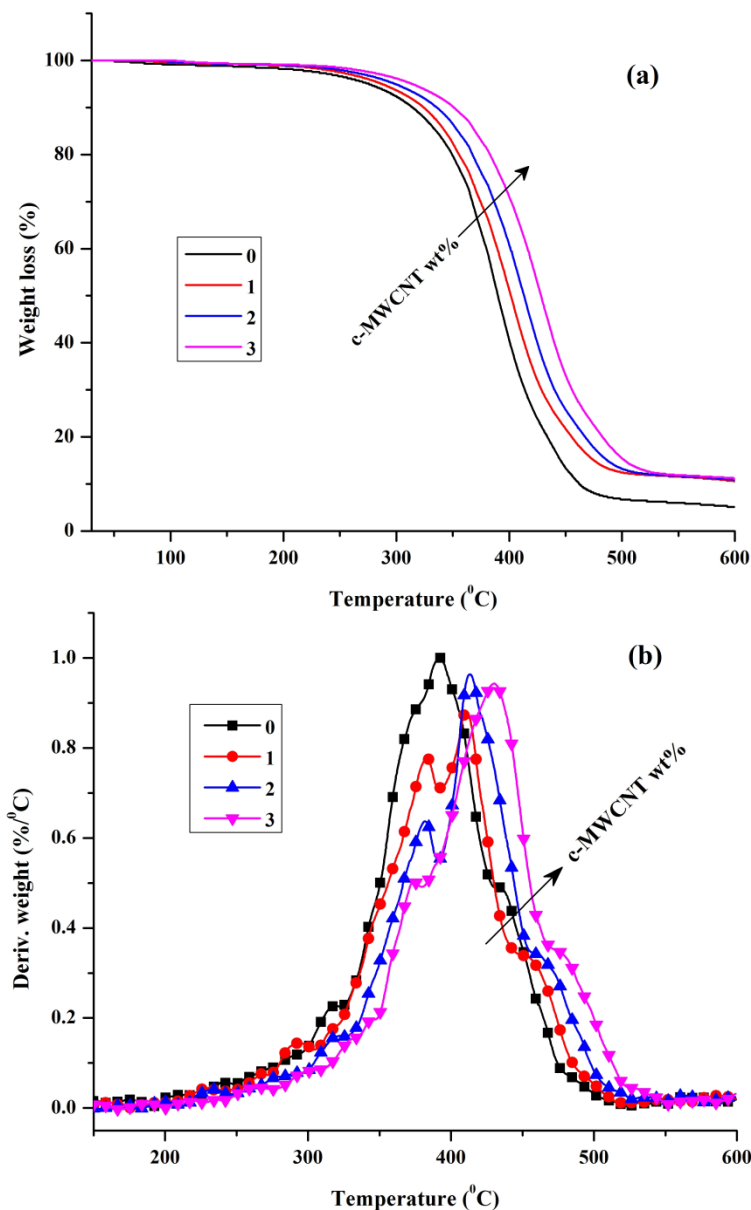 (a)
100
80
60
40
20
0
Weight loss (%)
0
1
2
3
c-MWCNT wt%
100 200 300 400 500 600
Temperature (⁰C)
(b)
1.0
0.8
0.6
0.4
0.2
0.0
Deriv. weight (%/⁰C)
0
1
2
3
c-MWCNT wt%
200 300 400 500 600
Temperature (⁰C)